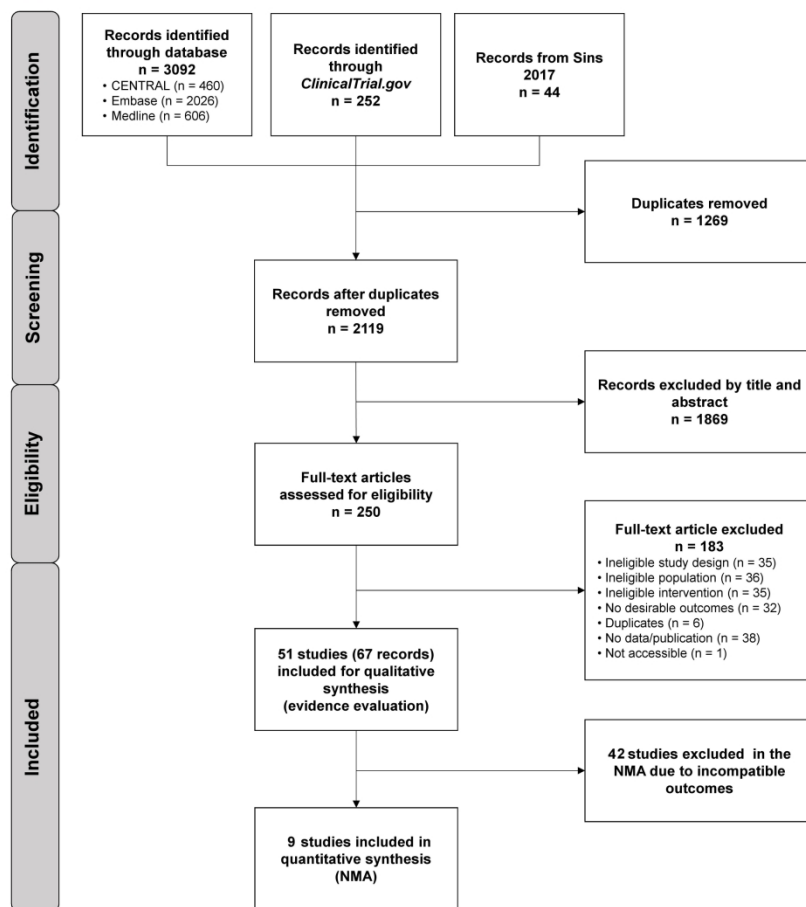 Identification
Records identified
through database
n = 3092
• CENTRAL (n = 460)
• Embase (n = 2026)
• Medline (n = 606)
Records identified
through
ClinicalTrial.gov
n = 252
Records from Sins
2017
n = 44
Duplicates removed
n = 1269
Screening
Records after duplicates
removed
n = 2119
Records excluded by title and
abstract
n = 1869
Eligibility
Full-text articles
assessed for eligibility
n = 250
Full-text article excluded
n = 183
• Ineligible study design (n = 35)
• Ineligible population (n = 36)
• Ineligible intervention (n = 35)
• No desirable outcomes (n = 32)
• Duplicates (n = 6)
• No data/publication (n = 38)
• Not accessible (n = 1)
Included
51 studies (67 records)
included for qualitative
synthesis
(evidence evaluation)
42 studies excluded in the
NMA due to incompatible
outcomes
9 studies included in
quantitative synthesis
(NMA)